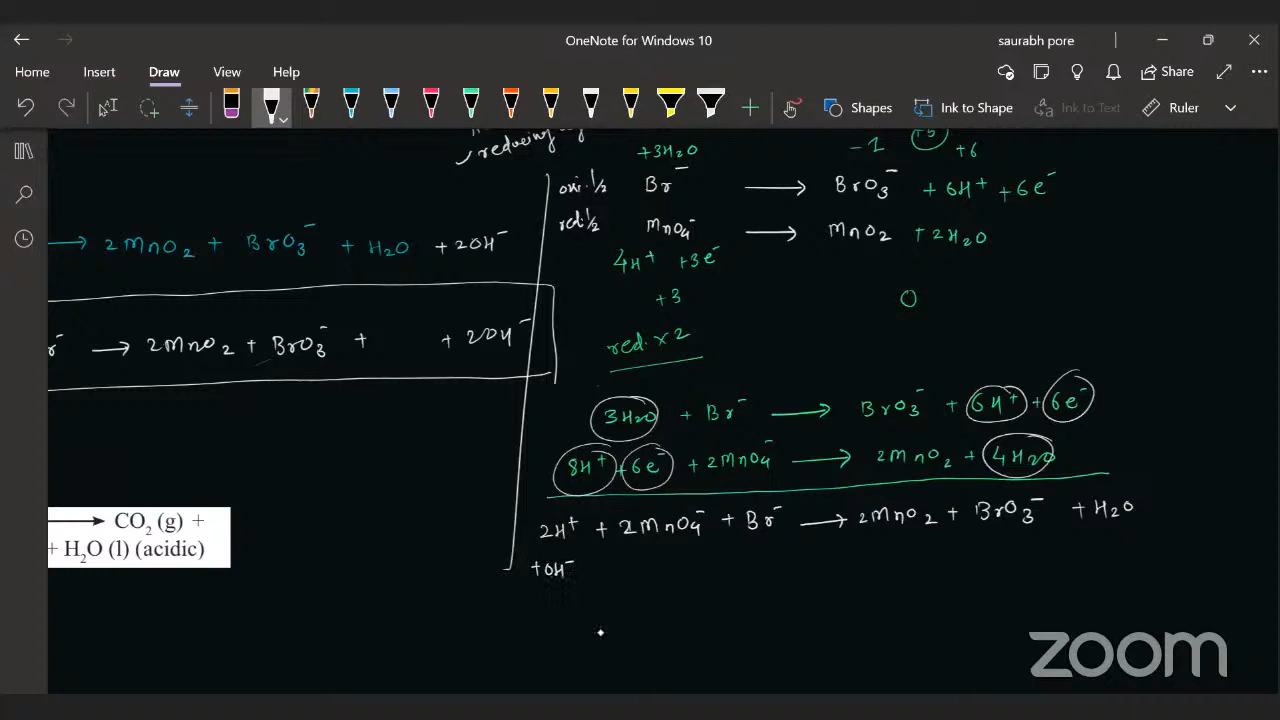 OneNote for Windows 10
saurabh pore
Home Insert Draw View Help
Share
Shapes
Ink to Shape
Ink to Text
Ruler
reducing
+3H2O -1 +5 +6
oxi. 1/2 Br⁻ ⟶ BrO3⁻ + 6H⁺ + 6e⁻
red. 1/2 MnO4⁻ ⟶ MnO2 + 2H2O
4H⁺ +3e⁻
+3 0
red. × 2
⟶ 2MnO2 + BrO3⁻ + H2O + 2OH⁻
r⁻ ⟶ 2MnO2 + BrO3⁻ + + 2OH⁻
3H2O + Br⁻ ⟶ BrO3⁻ + 6H⁺ + 6e⁻
8H⁺ + 6e⁻ + 2MnO4⁻ ⟶ 2MnO2 + 4H2O
2H⁺ + 2MnO4⁻ + Br⁻ ⟶ 2MnO2 + BrO3⁻ + H2O
+OH⁻
⟶ CO2 (g) +
+ H2O (l) (acidic)
zoom